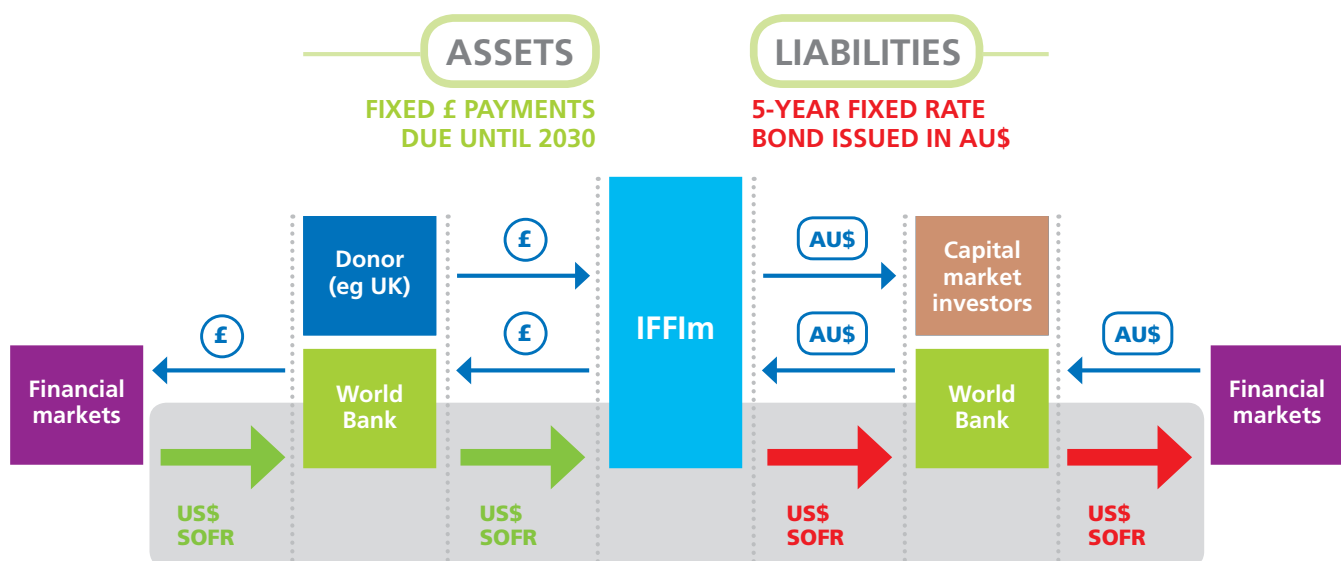 ASSETS
LIABILITIES
FIXED £ PAYMENTS
DUE UNTIL 2030
5-YEAR FIXED RATE
BOND ISSUED IN AU$
Donor
(eg UK)
£
IFFIm
AU$
Capital
market
investors
£
£
AU$
AU$
Financial
markets
World
Bank
World
Bank
Financial
markets
US$
SOFR
US$
SOFR
US$
SOFR
US$
SOFR